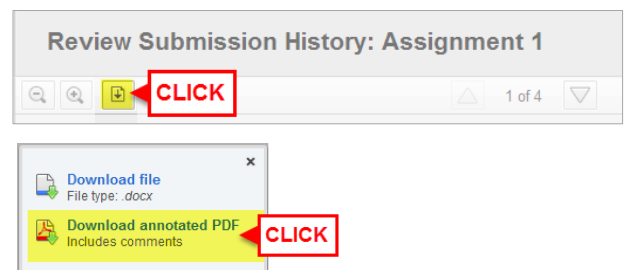 Review Submission History: Assignment 1
CLICK
1 of 4
×
Download file
File type: .docx
Download annotated PDF
Includes comments
CLICK